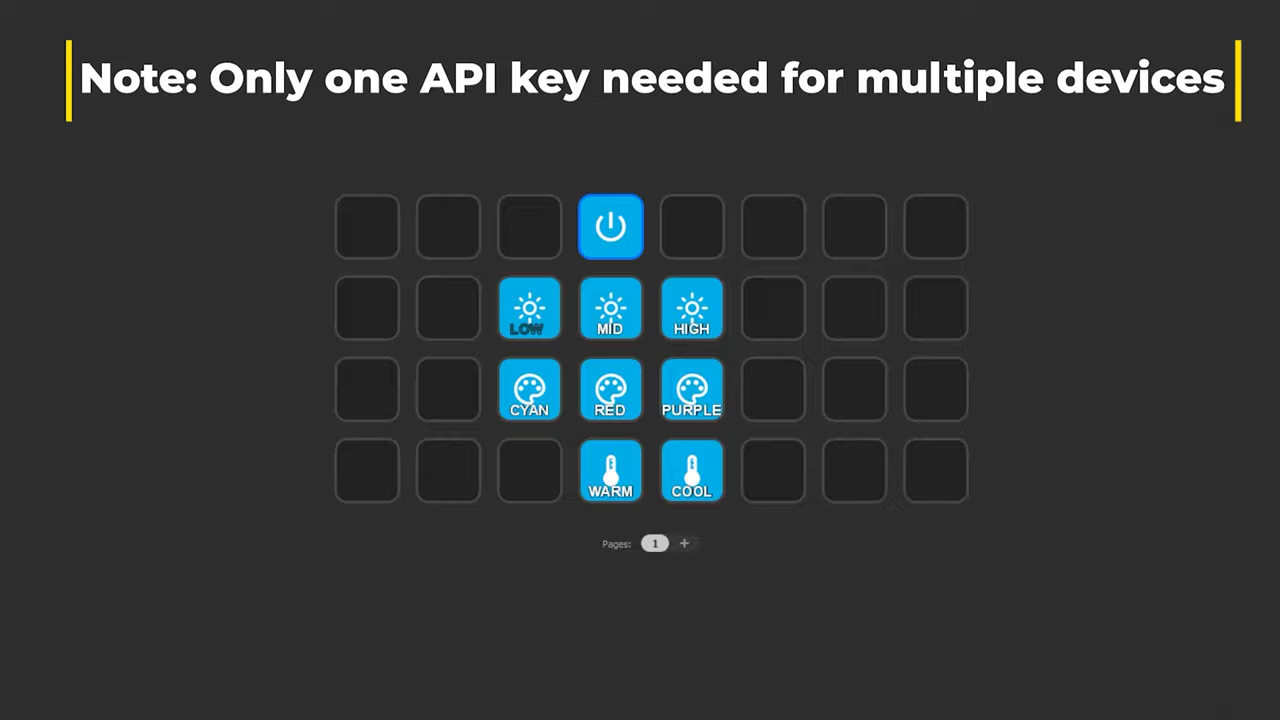 Note: Only one API key needed for multiple devices
LOW MID HIGH
CYAN RED PURPLE
WARM COOL
Pages: 1 +